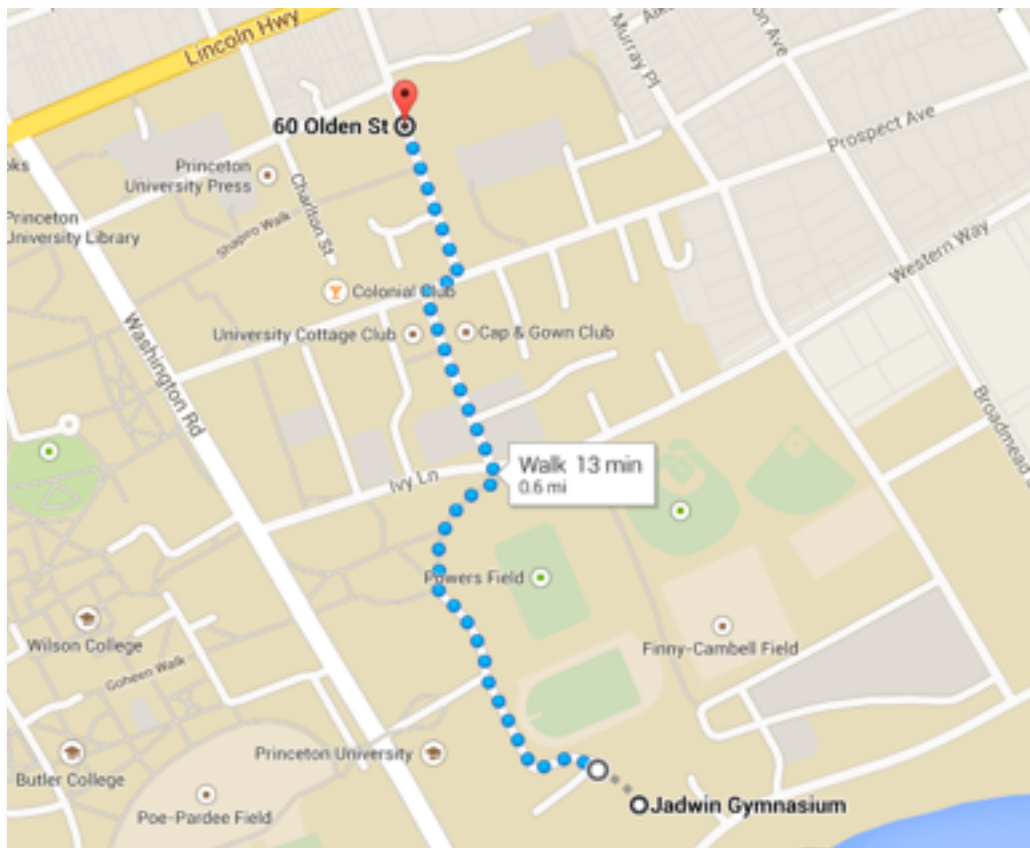 Lincoln Hwy
Murray Pl
60 Olden St
Prospect Ave
Princeton
University Press
Charlton St
Princeton
University Library
Shapiro Walk
Western Way
Colonial Club
University Cottage Club
Cap & Gown Club
Washington Rd
Broadmead
Walk 13 min
0.6 mi
Ivy Ln
Powers Field
Wilson College
Finny-Cambell Field
Goheen Walk
Princeton University
Butler College
Poe-Pardee Field
Jadwin Gymnasium